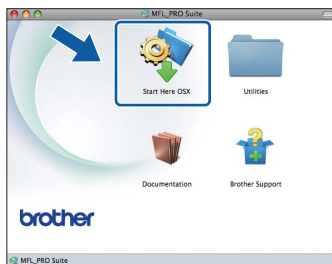 MFL_PRO Suite
Start Here OSX
Utilities
Documentation
Brother Support
brother
MFL_PRO Suite